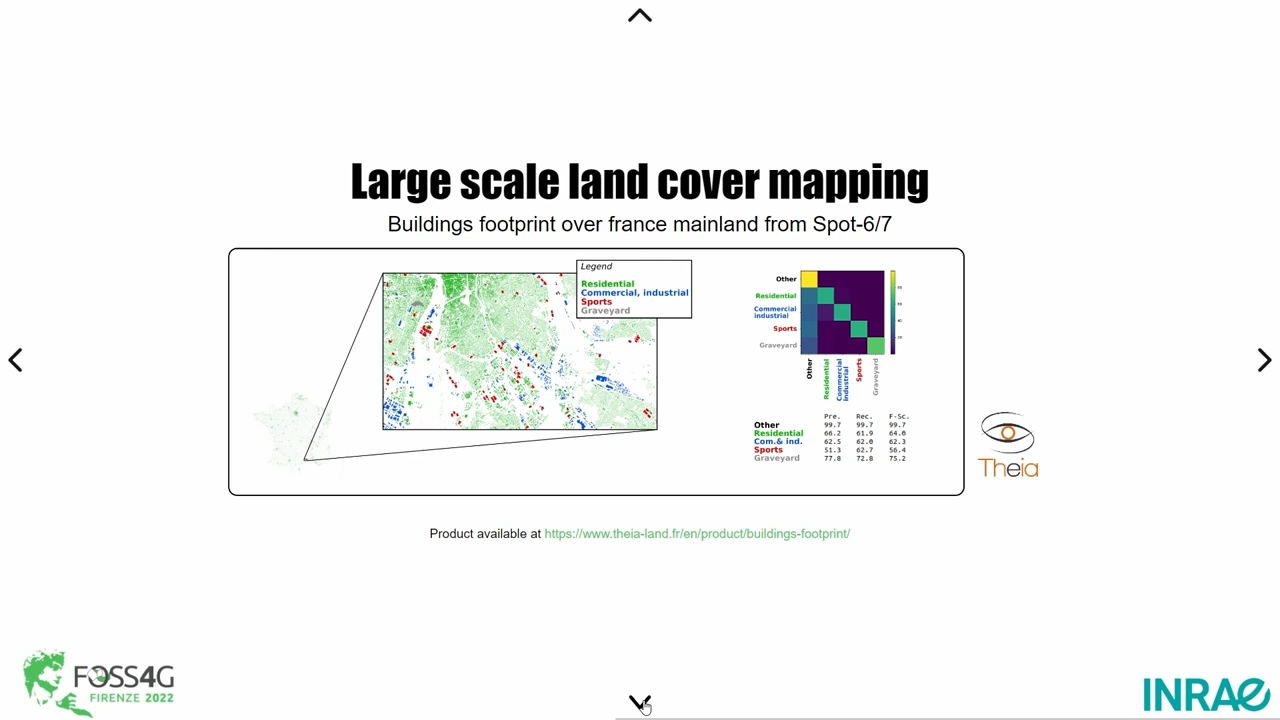 Large scale land cover mapping
Buildings footprint over france mainland from Spot-6/7
Legend
Residential
Commercial, industrial
Sports
Graveyard
Other
Residential
Commercial
industrial
Sports
Graveyard
Other
Residential
Commercial
industrial
Sports
Graveyard
Pre. Rec. F-Sc.
Other 99.7 99.7 99.7
Residential 66.2 61.9 64.0
Com.& ind. 62.5 62.0 62.3
Sports 51.3 62.7 56.4
Graveyard 77.8 72.8 75.2
Theia
Product available at https://www.theia-land.fr/en/product/buildings-footprint/
FOSS4G
FIRENZE 2022
INRAE